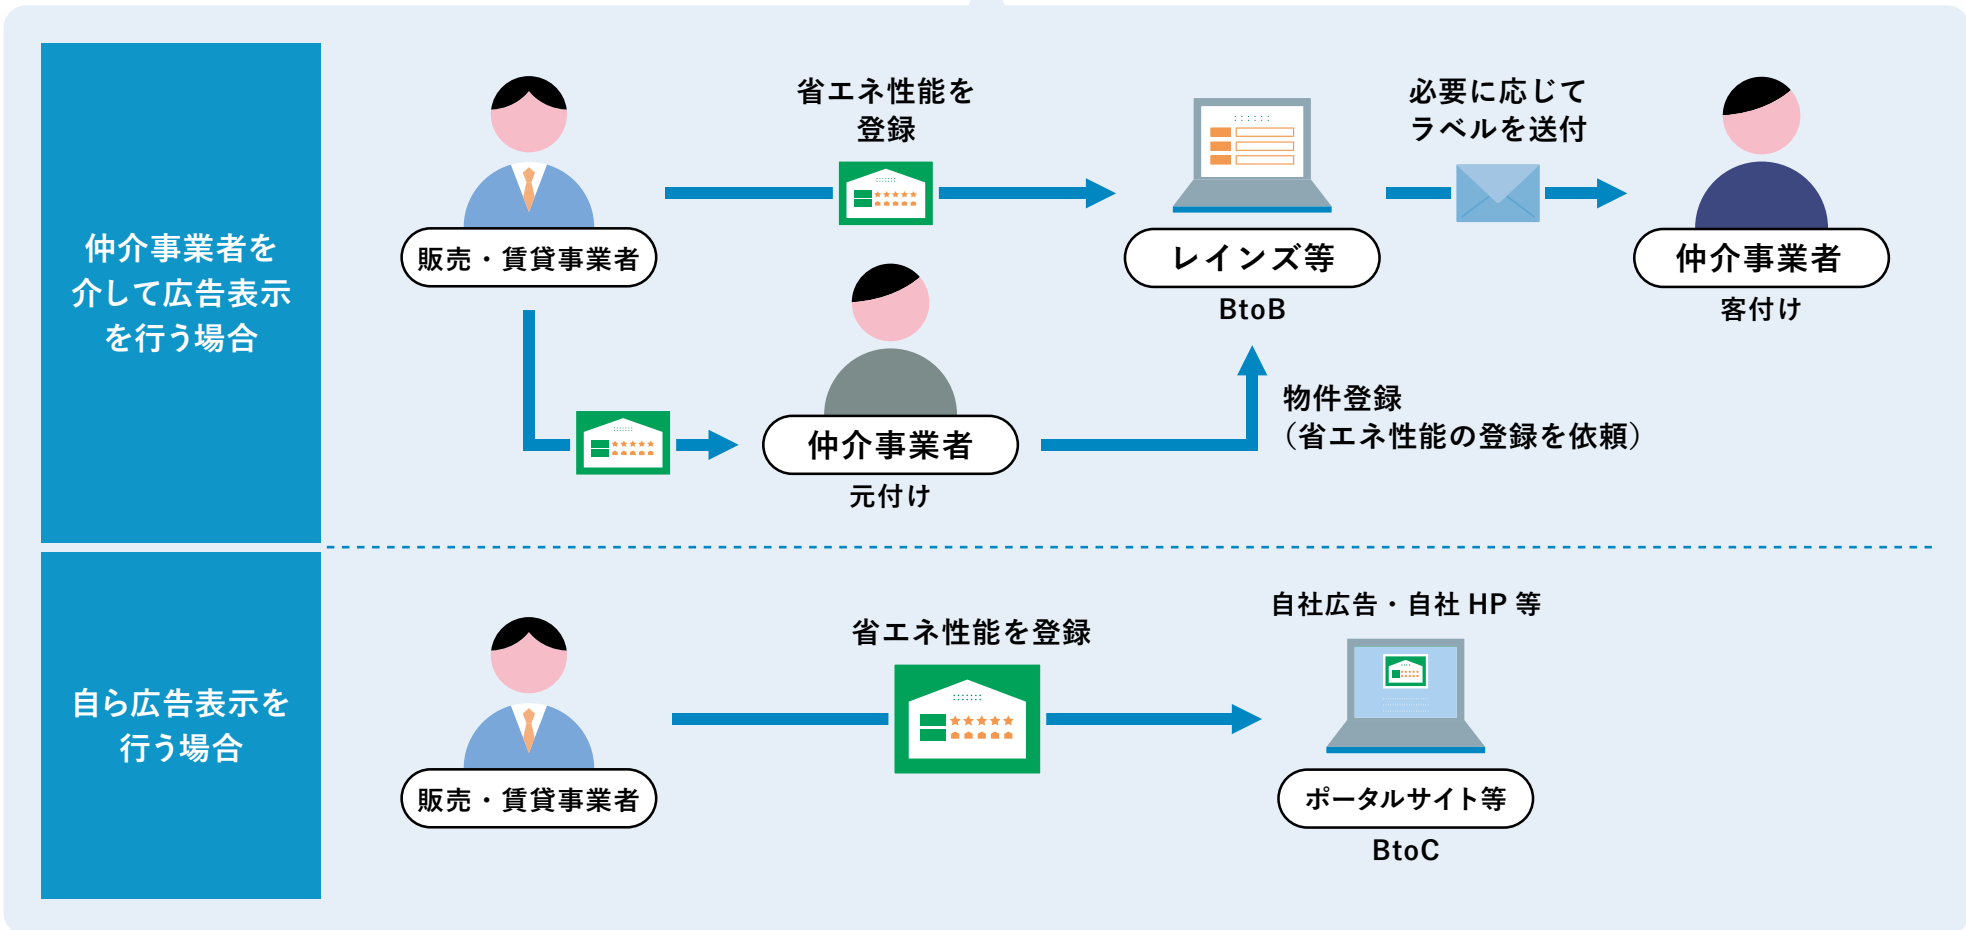 仲介事業者を
介して広告表示
を行う場合
省エネ性能を
登録
必要に応じて
ラベルを送付
販売・賃貸事業者
レインズ等
BtoB
仲介事業者
客付け
仲介事業者
元付け
物件登録
（省エネ性能の登録を依頼）
自ら広告表示を
行う場合
省エネ性能を登録
自社広告・自社 HP 等
販売・賃貸事業者
ポータルサイト等
BtoC